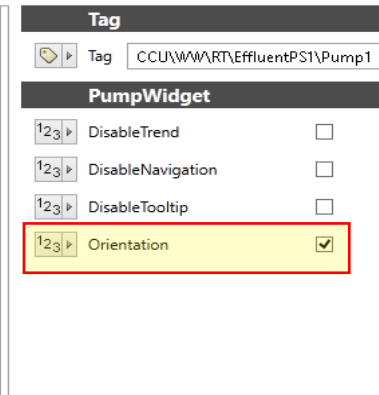 Tag
Tag CCU\WW\RT\EffluentPS1\Pump1
PumpWidget
123 DisableTrend
123 DisableNavigation
123 DisableTooltip
123 Orientation